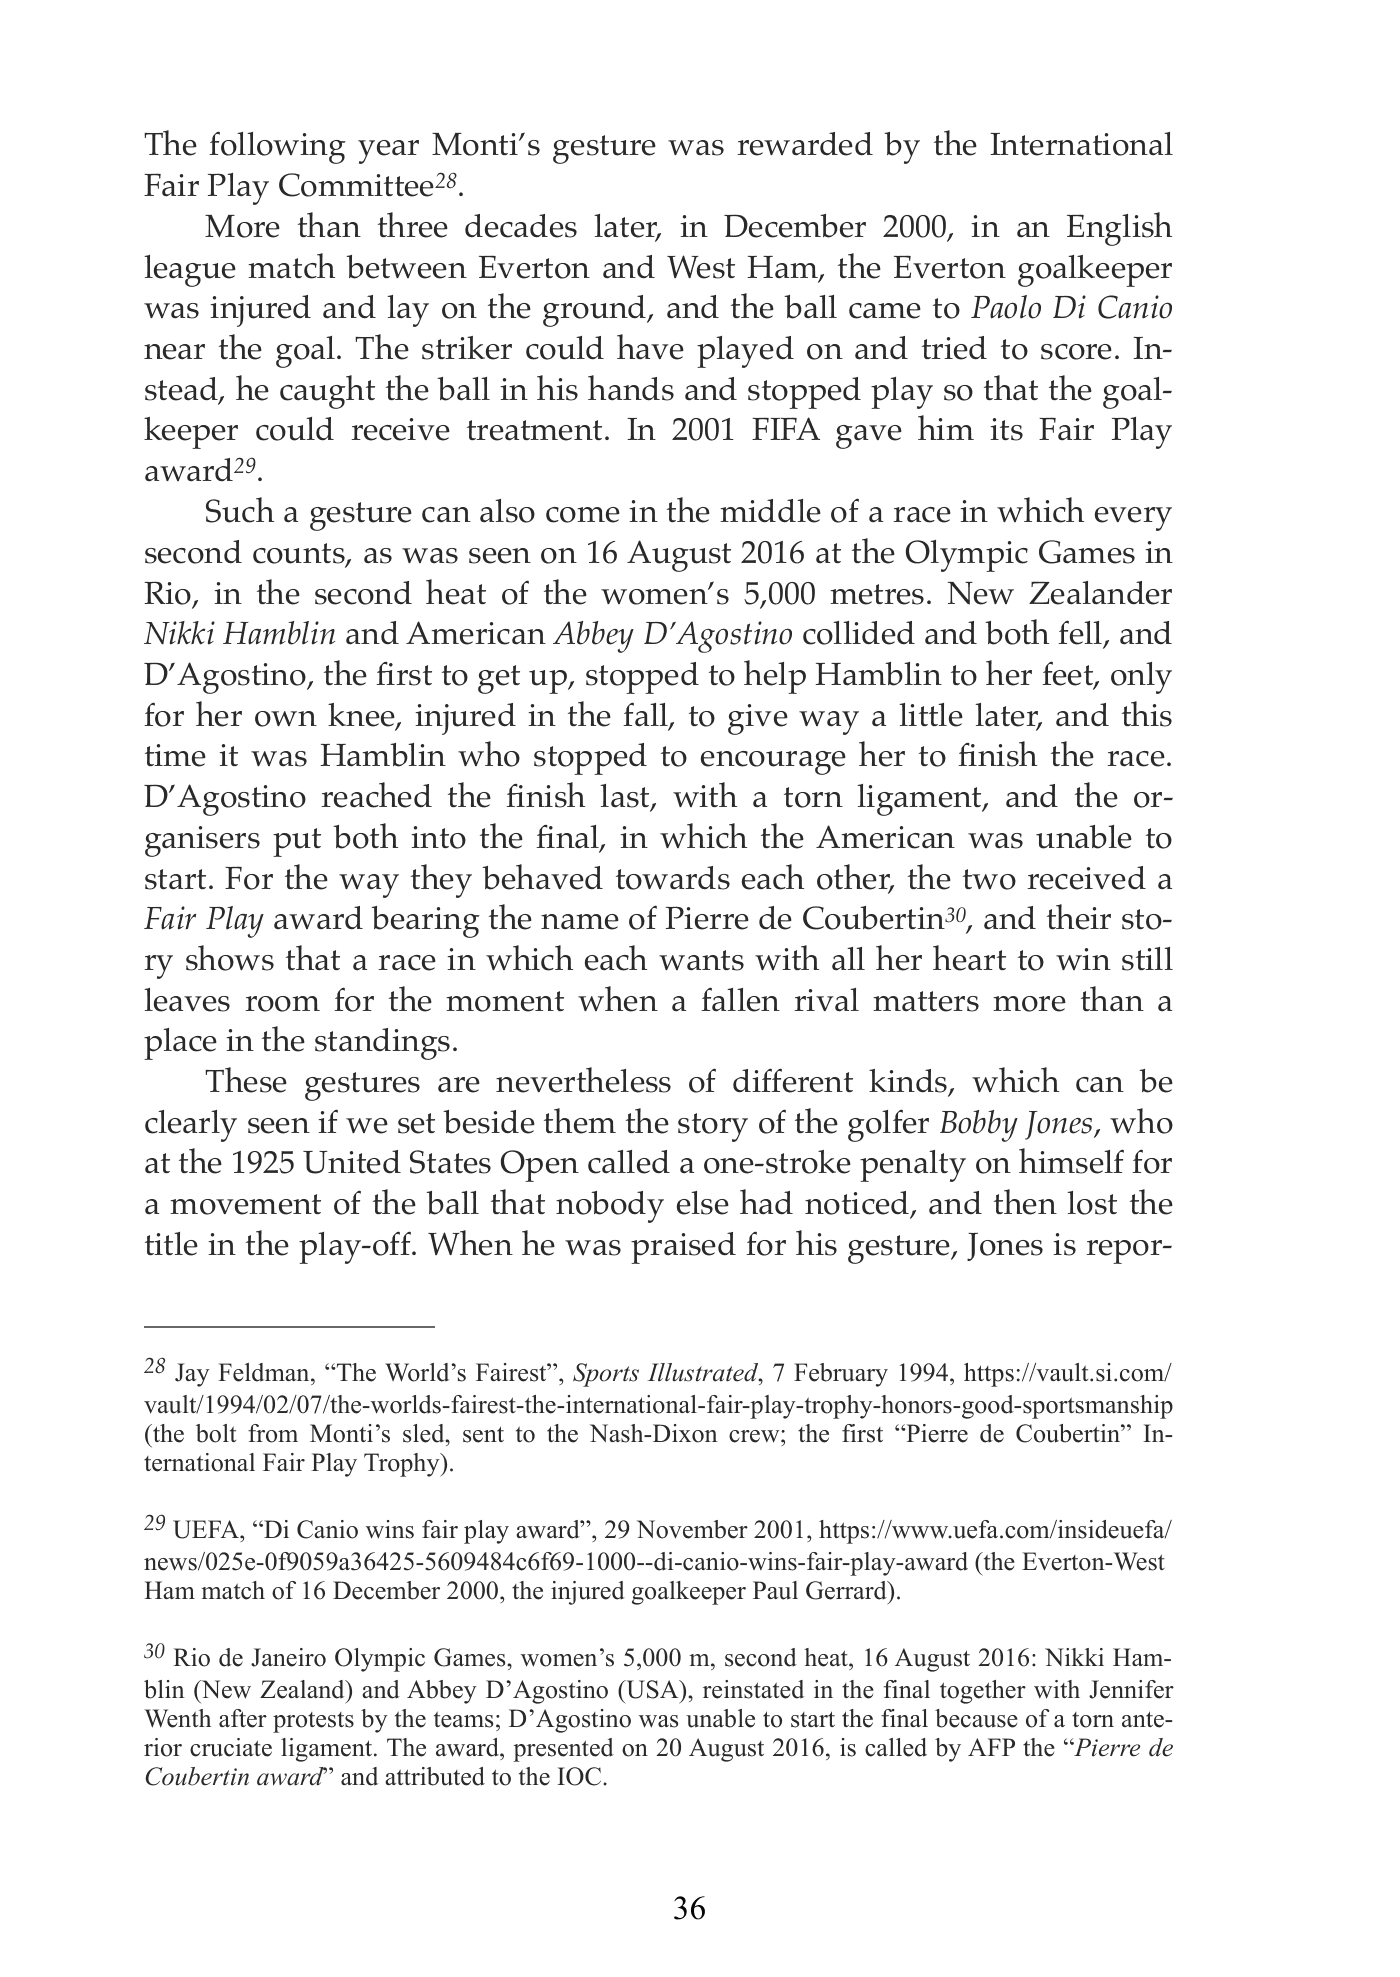 The following year Monti’s gesture was rewarded by the International
Fair Play Committee28.
More than three decades later, in December 2000, in an English
league match between Everton and West Ham, the Everton goalkeeper
was injured and lay on the ground, and the ball came to Paolo Di Canio
near the goal. The striker could have played on and tried to score. In-
stead, he caught the ball in his hands and stopped play so that the goal-
keeper could receive treatment. In 2001 FIFA gave him its Fair Play
award29.
Such a gesture can also come in the middle of a race in which every
second counts, as was seen on 16 August 2016 at the Olympic Games in
Rio, in the second heat of the women’s 5,000 metres. New Zealander
Nikki Hamblin and American Abbey D’Agostino collided and both fell, and
D’Agostino, the first to get up, stopped to help Hamblin to her feet, only
for her own knee, injured in the fall, to give way a little later, and this
time it was Hamblin who stopped to encourage her to finish the race.
D’Agostino reached the finish last, with a torn ligament, and the or-
ganisers put both into the final, in which the American was unable to
start. For the way they behaved towards each other, the two received a
Fair Play award bearing the name of Pierre de Coubertin30, and their sto-
ry shows that a race in which each wants with all her heart to win still
leaves room for the moment when a fallen rival matters more than a
place in the standings.
These gestures are nevertheless of different kinds, which can be
clearly seen if we set beside them the story of the golfer Bobby Jones, who
at the 1925 United States Open called a one-stroke penalty on himself for
a movement of the ball that nobody else had noticed, and then lost the
title in the play-off. When he was praised for his gesture, Jones is repor-
28 Jay Feldman, “The World’s Fairest”, Sports Illustrated, 7 February 1994, https://vault.si.com/
vault/1994/02/07/the-worlds-fairest-the-international-fair-play-trophy-honors-good-sportsmanship
(the bolt from Monti’s sled, sent to the Nash-Dixon crew; the first “Pierre de Coubertin” In-
ternational Fair Play Trophy).
29 UEFA, “Di Canio wins fair play award”, 29 November 2001, https://www.uefa.com/insideuefa/
news/025e-0f9059a36425-5609484c6f69-1000--di-canio-wins-fair-play-award (the Everton-West
Ham match of 16 December 2000, the injured goalkeeper Paul Gerrard).
30 Rio de Janeiro Olympic Games, women’s 5,000 m, second heat, 16 August 2016: Nikki Ham-
blin (New Zealand) and Abbey D’Agostino (USA), reinstated in the final together with Jennifer
Wenth after protests by the teams; D’Agostino was unable to start the final because of a torn ante-
rior cruciate ligament. The award, presented on 20 August 2016, is called by AFP the “Pierre de
Coubertin award” and attributed to the IOC.
36